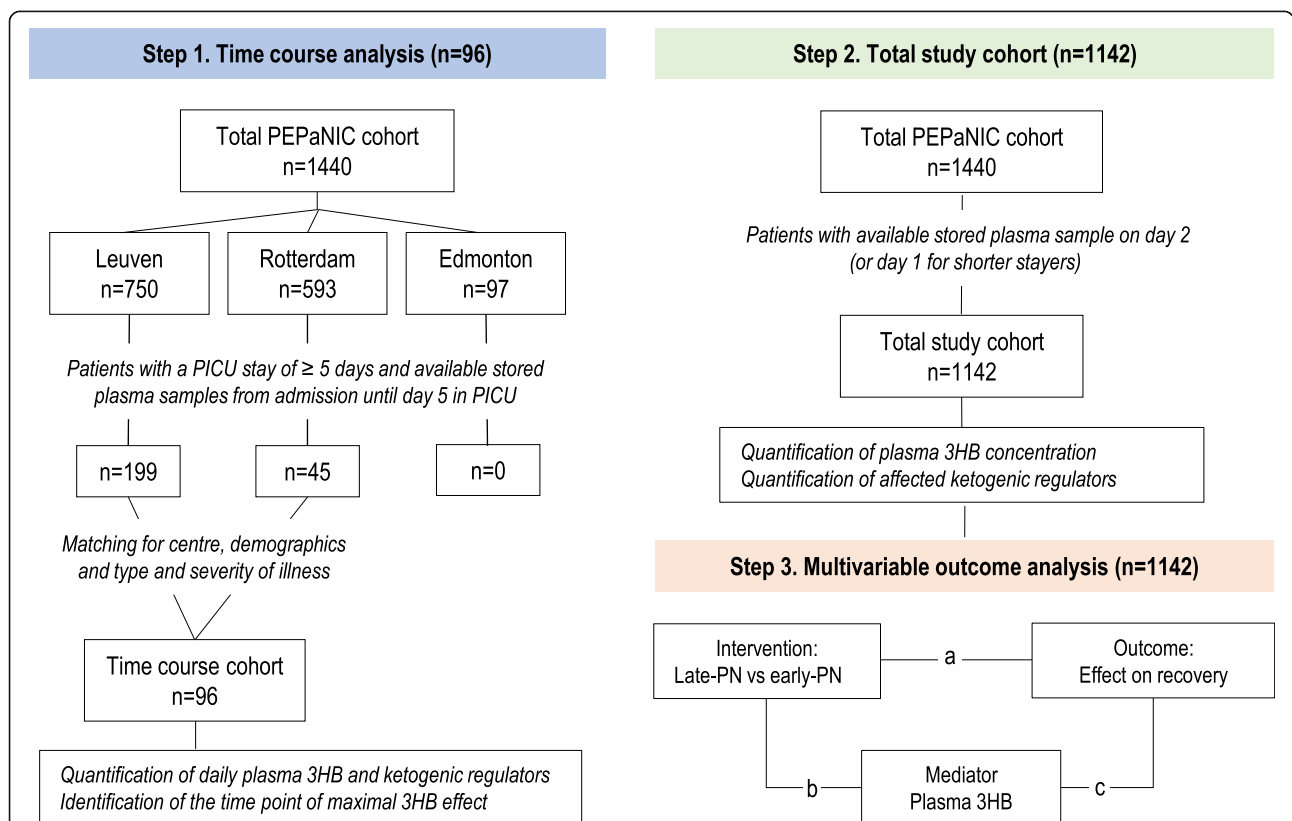 Step 1. Time course analysis (n=96)
Total PEPaNIC cohort
n=1440
Leuven
n=750
Rotterdam
n=593
Edmonton
n=97
Patients with a PICU stay of ≥ 5 days and available stored
plasma samples from admission until day 5 in PICU
n=199
n=45
n=0
Matching for centre, demographics
and type and severity of illness
Time course cohort
n=96
Quantification of daily plasma 3HB and ketogenic regulators
Identification of the time point of maximal 3HB effect
Step 2. Total study cohort (n=1142)
Total PEPaNIC cohort
n=1440
Patients with available stored plasma sample on day 2
(or day 1 for shorter stayers)
Total study cohort
n=1142
Quantification of plasma 3HB concentration
Quantification of affected ketogenic regulators
Step 3. Multivariable outcome analysis (n=1142)
Intervention:
Late-PN vs early-PN
a
Outcome:
Effect on recovery
b
Mediator
Plasma 3HB
c